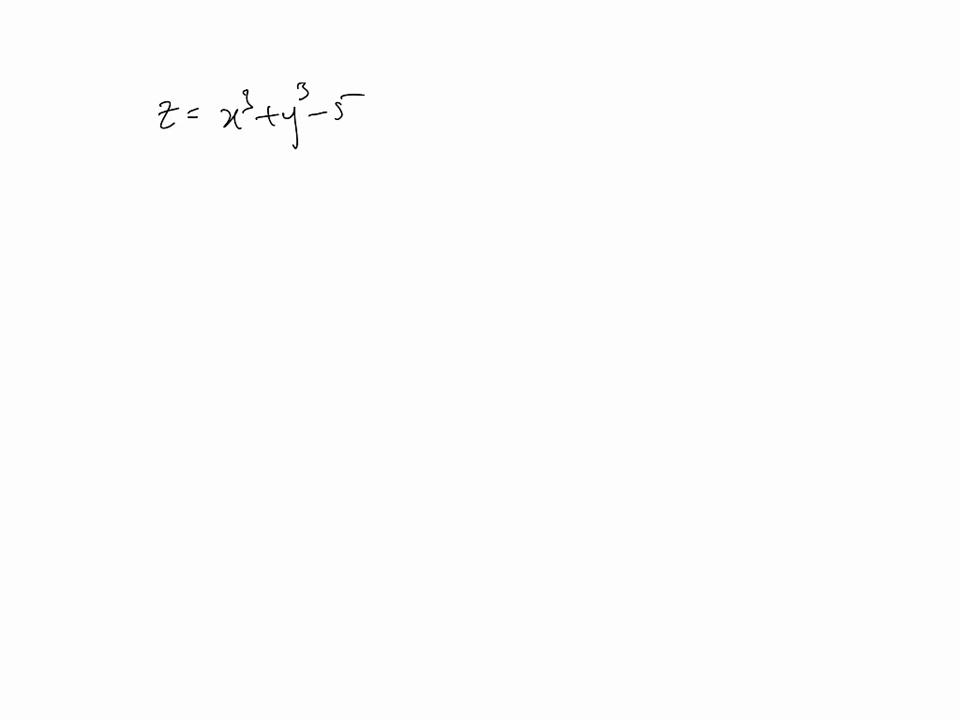 z = x³ + y³ - 5